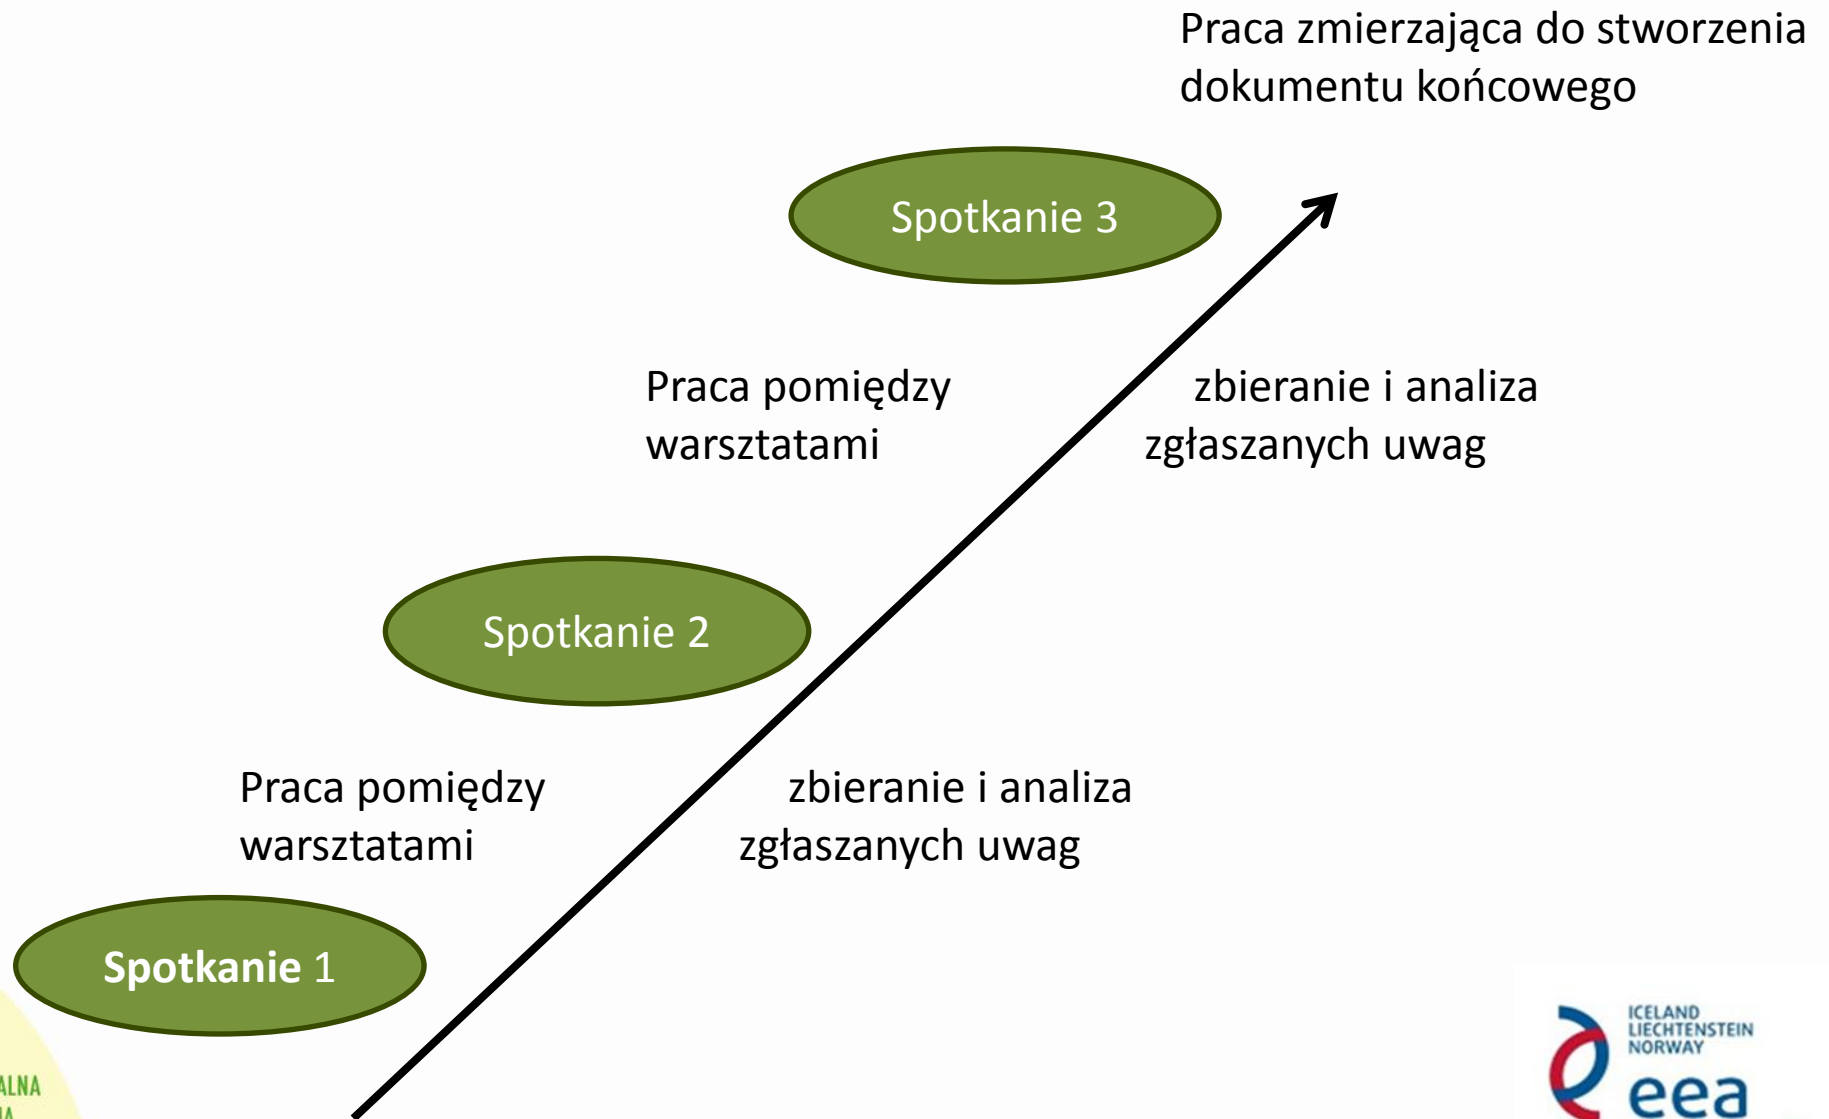 Praca zmierzająca do stworzenia
dokumentu końcowego
Spotkanie 3
Praca pomiędzy
warsztatami
zbieranie i analiza
zgłaszanych uwag
Spotkanie 2
Praca pomiędzy
warsztatami
zbieranie i analiza
zgłaszanych uwag
Spotkanie 1
ICELAND
LIECHTENSTEIN
NORWAY
eea